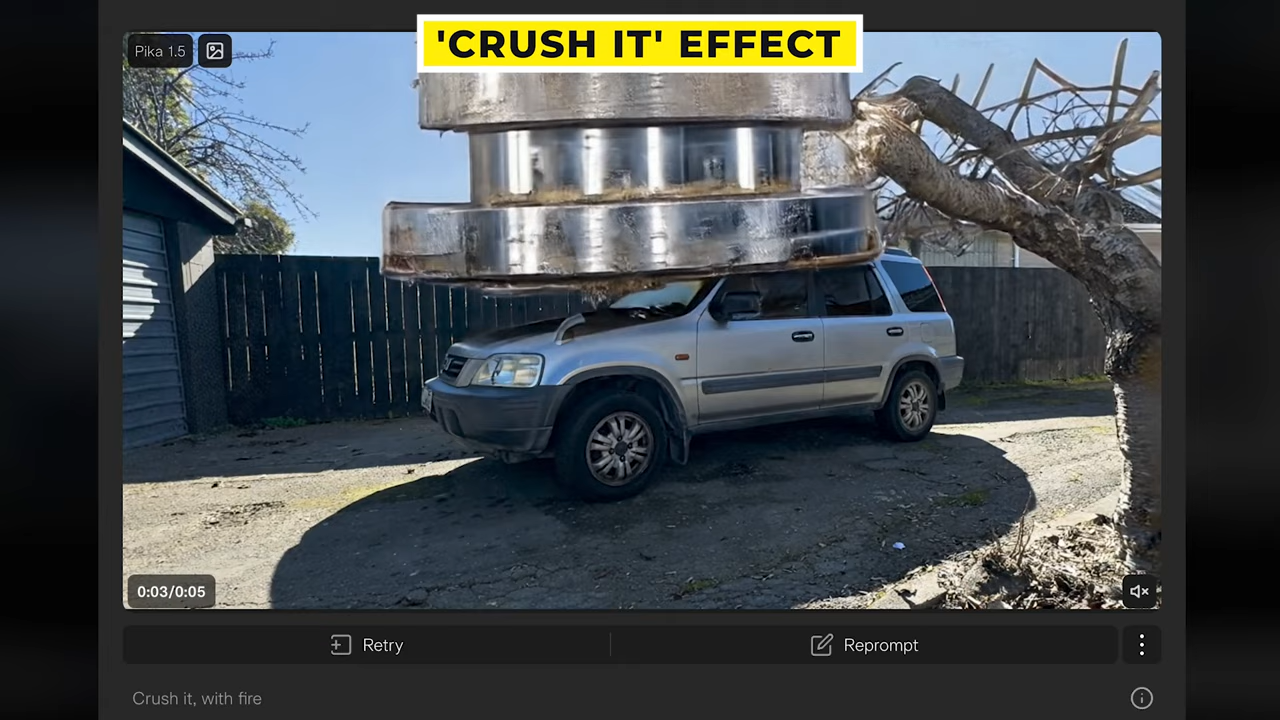 'CRUSH IT' EFFECT
Pika 1.5
0:03/0:05
Retry
Reprompt
Crush it, with fire